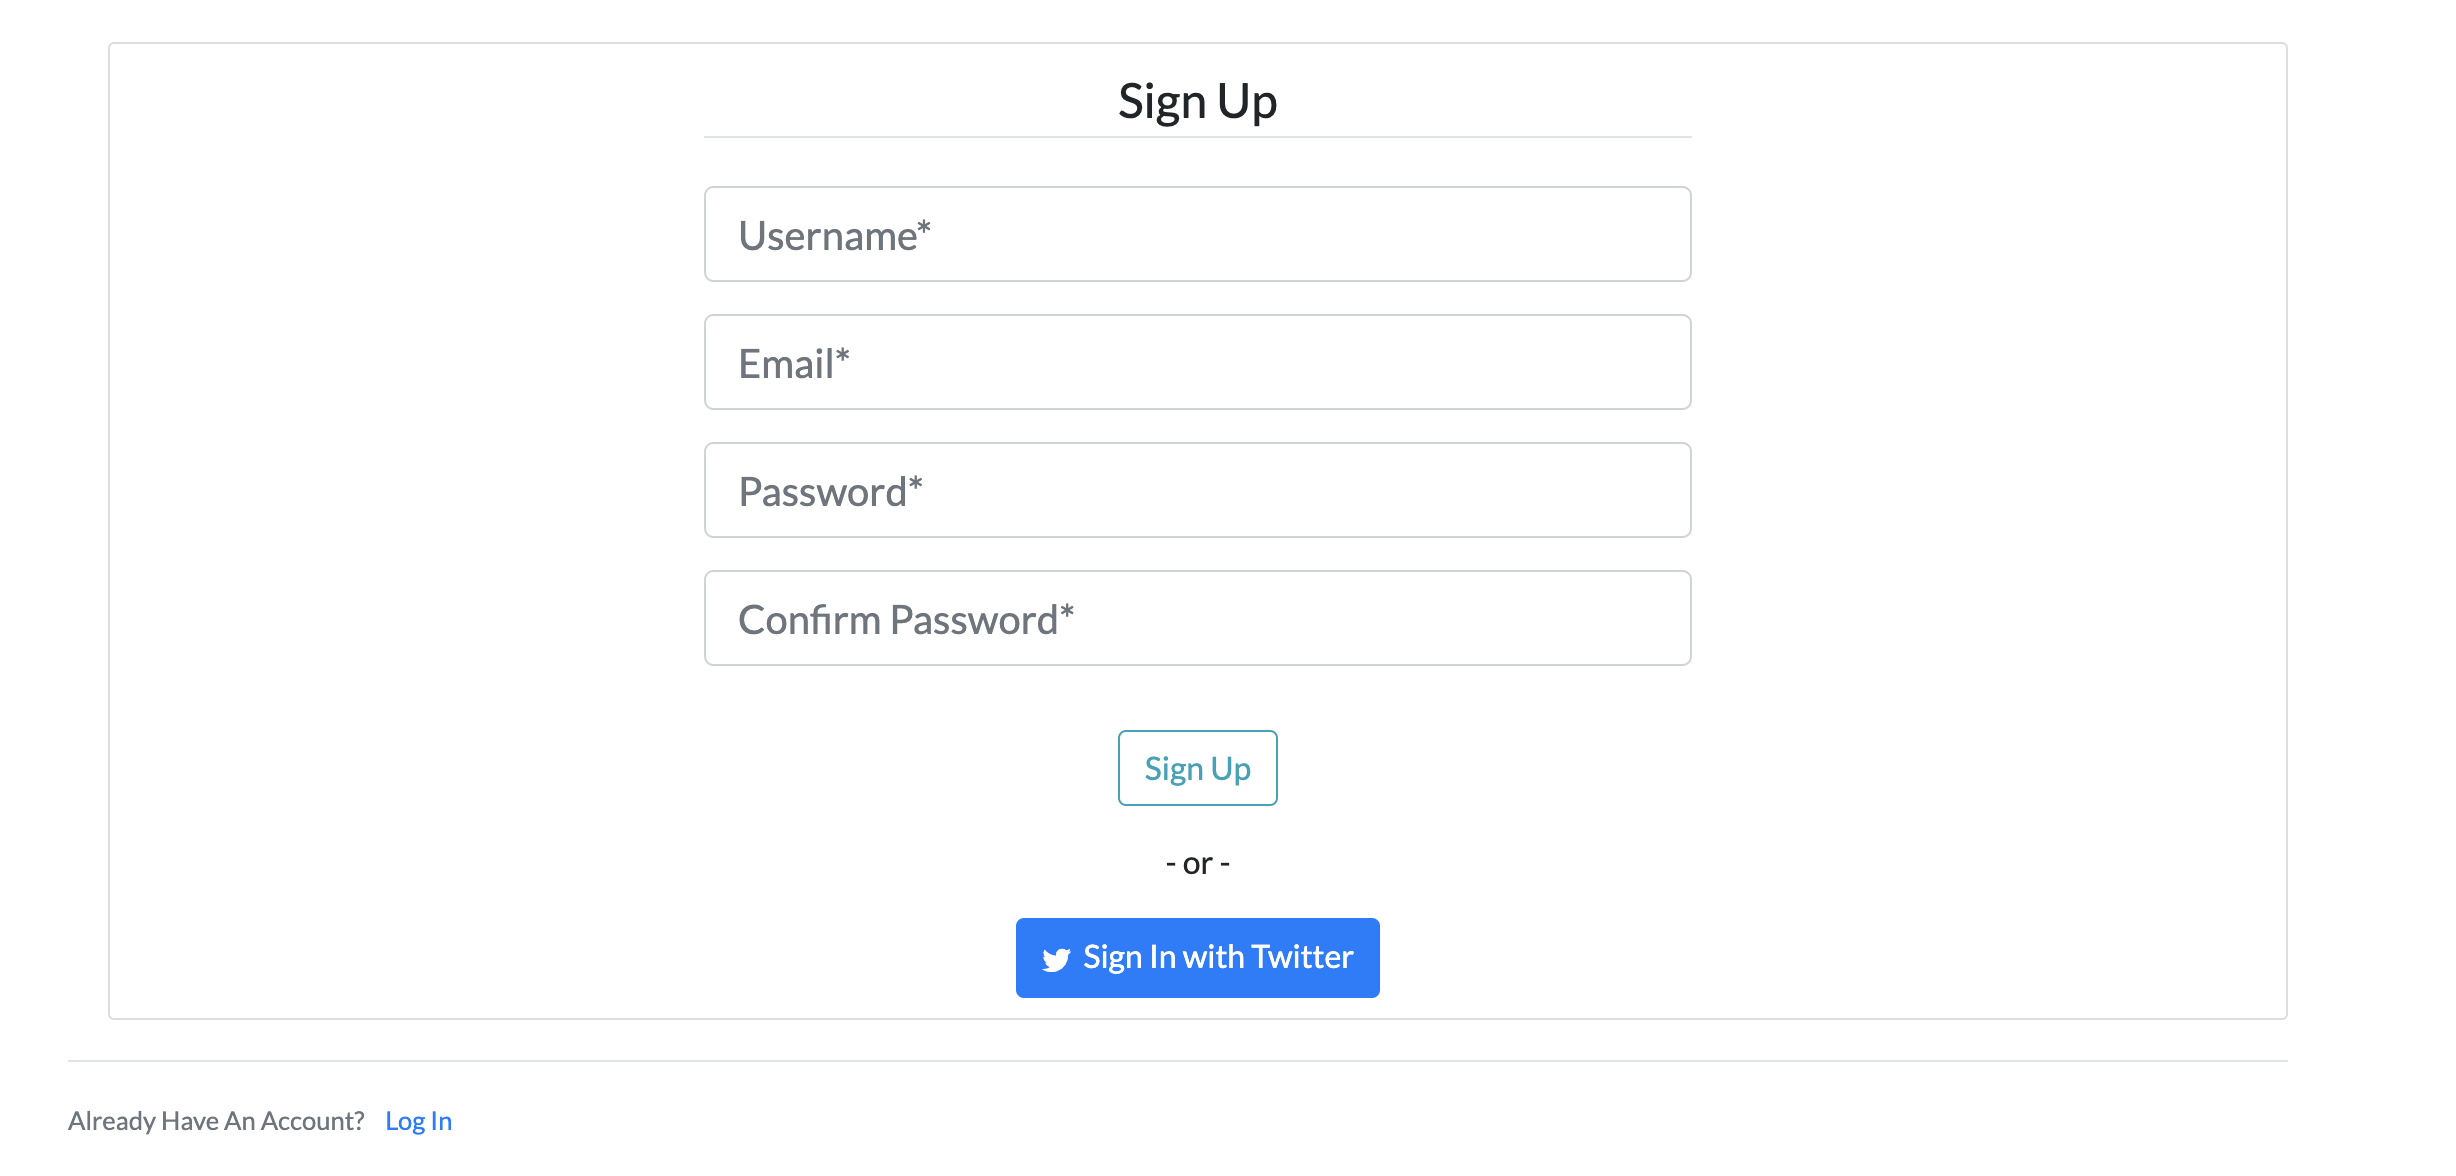 Sign Up
Username*
Email*
Password*
Confirm Password*
Sign Up
- or -
Sign In with Twitter
Already Have An Account? Log In